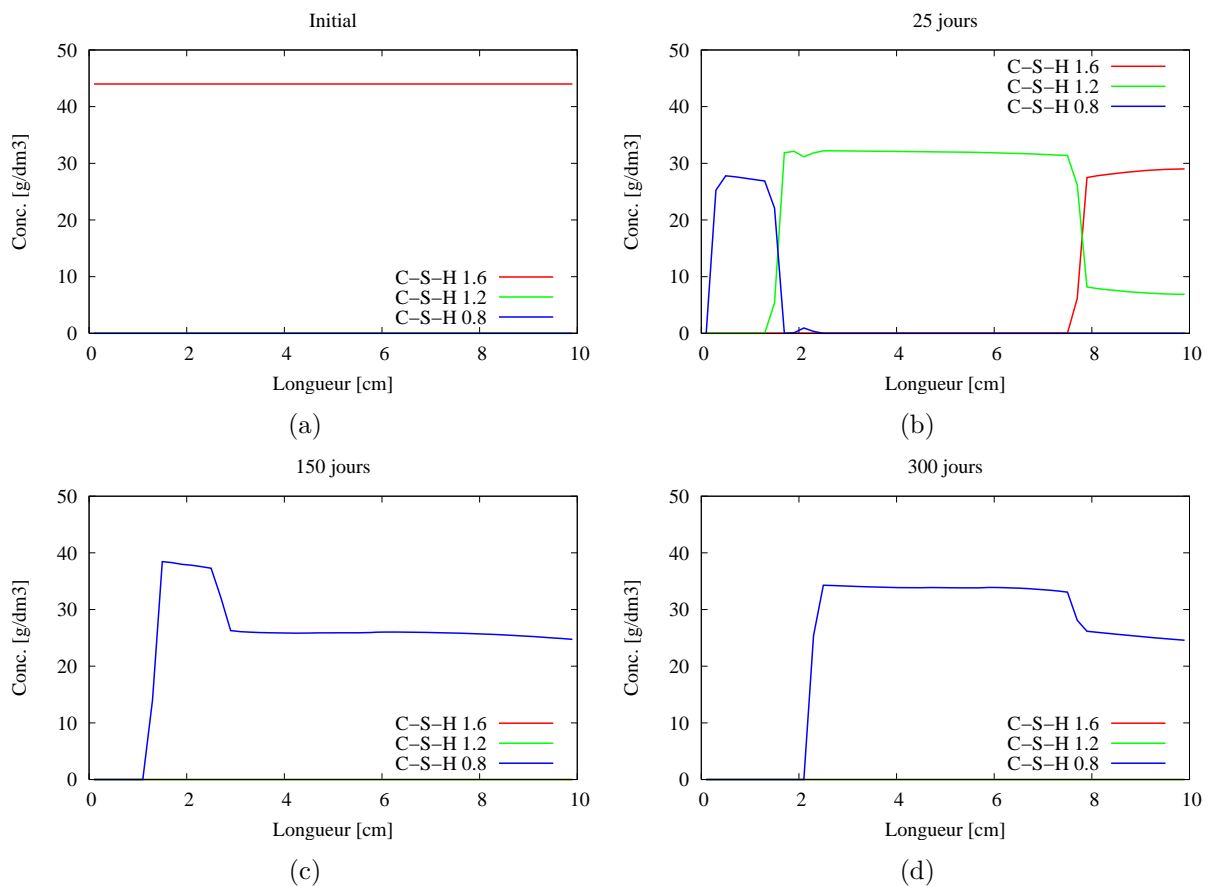 Initial
50
40
30
20
10
0
Conc. [g/dm3]
C−S−H 1.6
C−S−H 1.2
C−S−H 0.8
0 2 4 6 8 10
Longueur [cm]
(a)
25 jours
50
40
30
20
10
0
Conc. [g/dm3]
C−S−H 1.6
C−S−H 1.2
C−S−H 0.8
0 2 4 6 8 10
Longueur [cm]
(b)
150 jours
50
40
30
20
10
0
Conc. [g/dm3]
C−S−H 1.6
C−S−H 1.2
C−S−H 0.8
0 2 4 6 8 10
Longueur [cm]
(c)
300 jours
50
40
30
20
10
0
Conc. [g/dm3]
C−S−H 1.6
C−S−H 1.2
C−S−H 0.8
0 2 4 6 8 10
Longueur [cm]
(d)